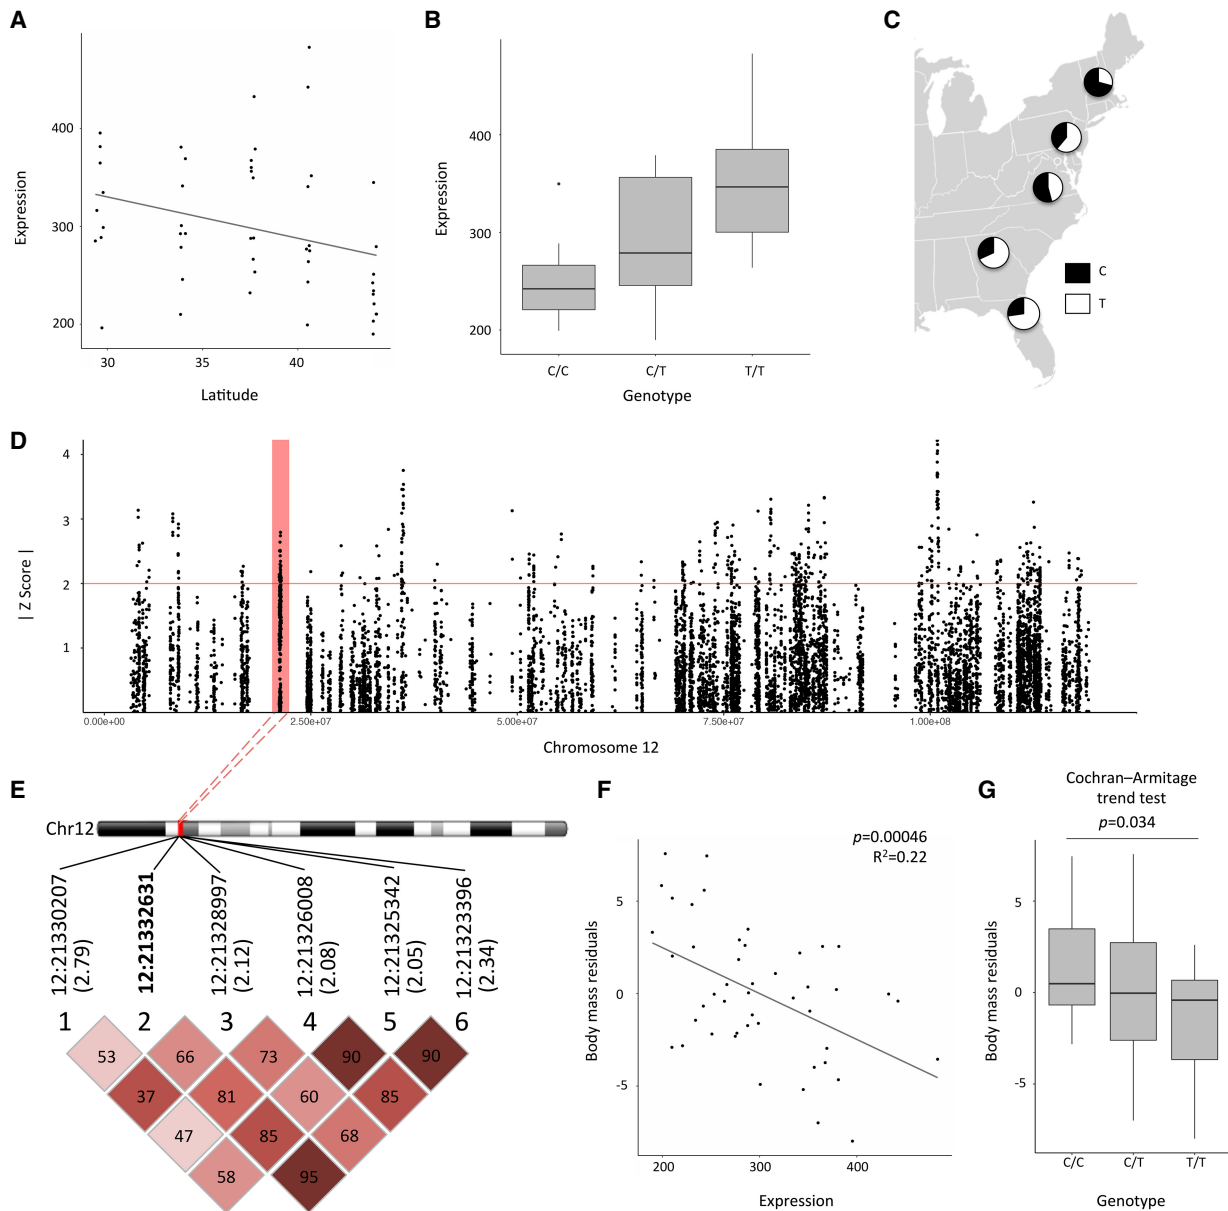 A
B
C
400
300
200
Expression
30
35
40
Latitude
400
300
200
Expression
C/C
C/T
T/T
Genotype
C
T
D
4
3
2
1
| Z Score |
0.000e+00
2.500e+07
5.000e+07
7.500e+07
1.000e+08
Chromosome 12
E
Chr12
12:21330207
(2.79)
12:21332631
12:21328997
(2.12)
12:21326008
(2.08)
12:21325342
(2.05)
12:21323396
(2.34)
1
2
3
4
5
6
53
66
73
90
90
37
81
60
85
47
85
68
58
95
F
p=0.00046
R²=0.22
5
0
-5
Body mass residuals
200
300
400
Expression
G
Cochran–Armitage
trend test
p=0.034
5
0
-5
Body mass residuals
C/C
C/T
T/T
Genotype